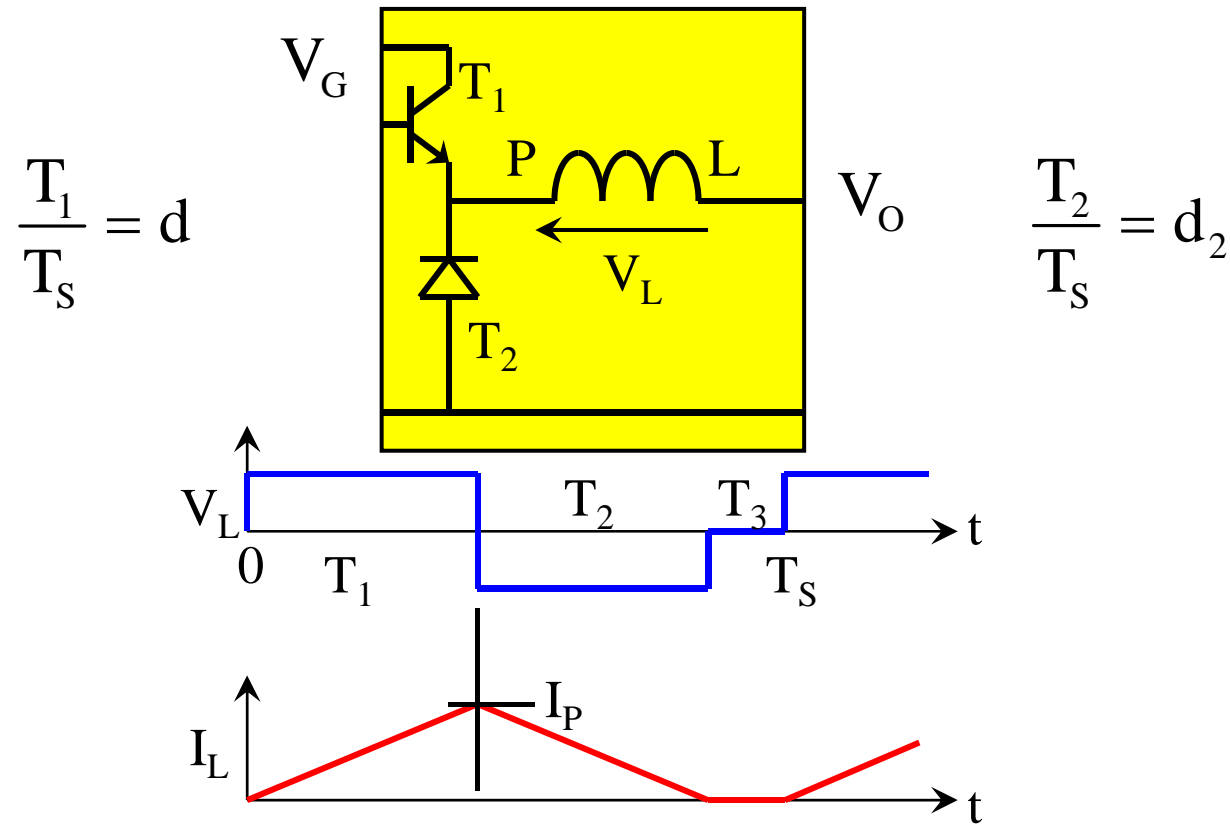 V_G
T_1
P L
V_O
T_1/T_S = d
T_2/T_S = d_2
V_L
T_2
V_L
T_2 T_3
t
0
T_1 T_S
I_P
I_L
t